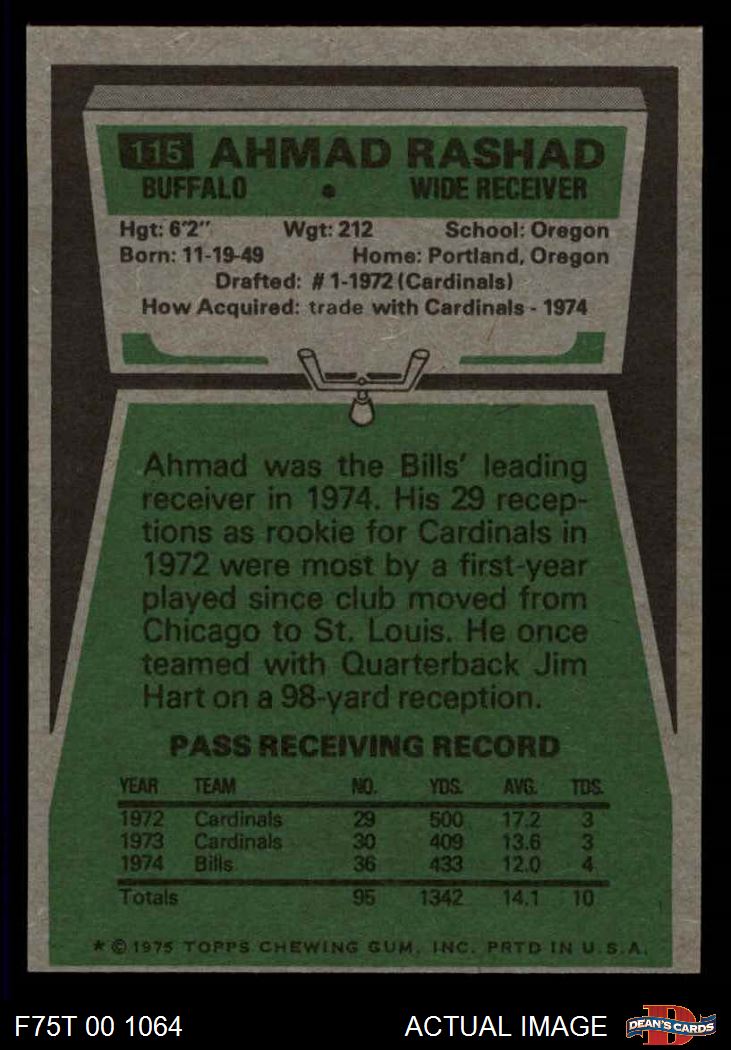 115 AHMAD RASHAD
BUFFALO • WIDE RECEIVER
Hgt: 6'2" Wgt: 212 School: Oregon
Born: 11-19-49 Home: Portland, Oregon
Drafted: #1-1972 (Cardinals)
How Acquired: trade with Cardinals - 1974
Ahmad was the Bills' leading
receiver in 1974. His 29 recep-
tions as rookie for Cardinals in
1972 were most by a first-year
played since club moved from
Chicago to St. Louis. He once
teamed with Quarterback Jim
Hart on a 98-yard reception.
PASS RECEIVING RECORD
YEAR TEAM NO. YDS. AVG. TDS.
1972 Cardinals 29 500 17.2 3
1973 Cardinals 30 409 13.6 3
1974 Bills 36 433 12.0 4
Totals 95 1342 14.1 10
* © 1975 TOPPS CHEWING GUM, INC. PRTD IN U.S.A.
F75T 00 1064 ACTUAL IMAGE DEAN'S CARDS